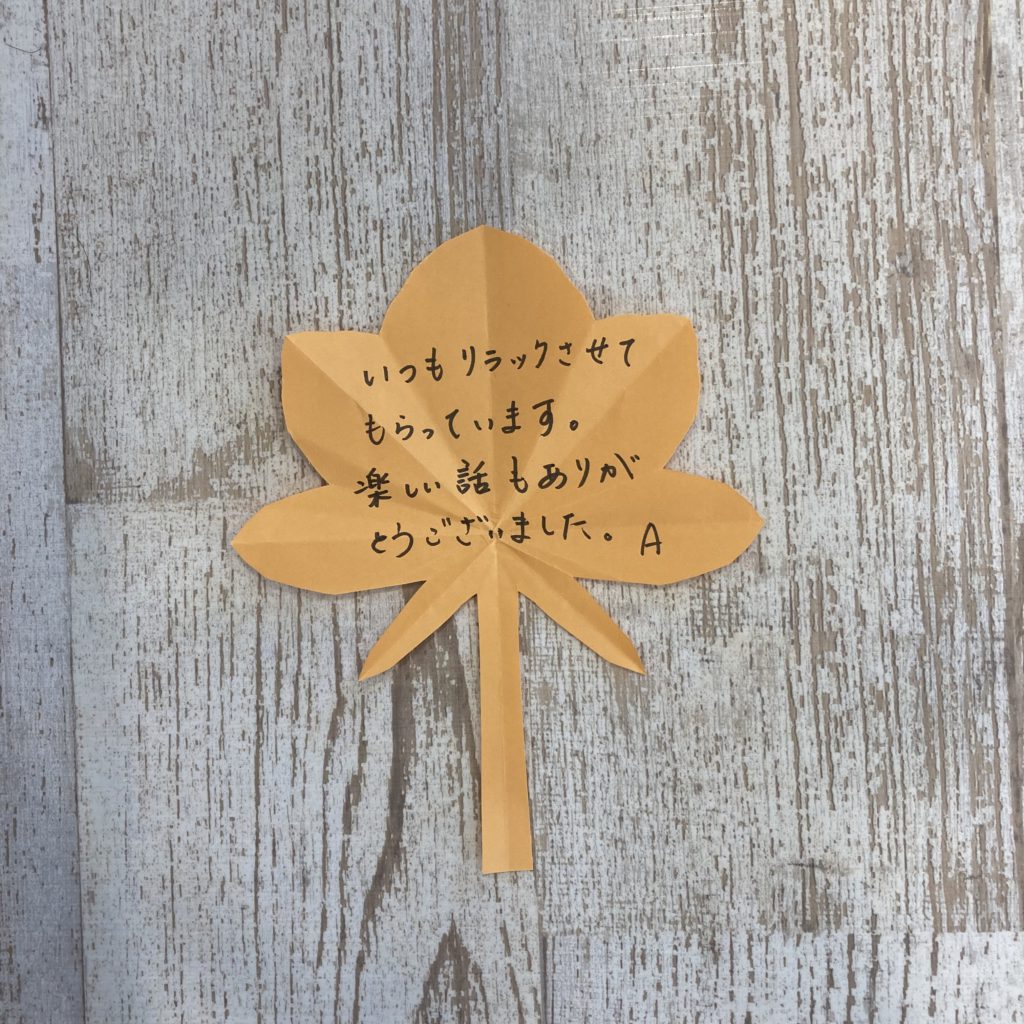 いつもリラックさせて
もらっています。
楽しい話もありが
とうございました。 A